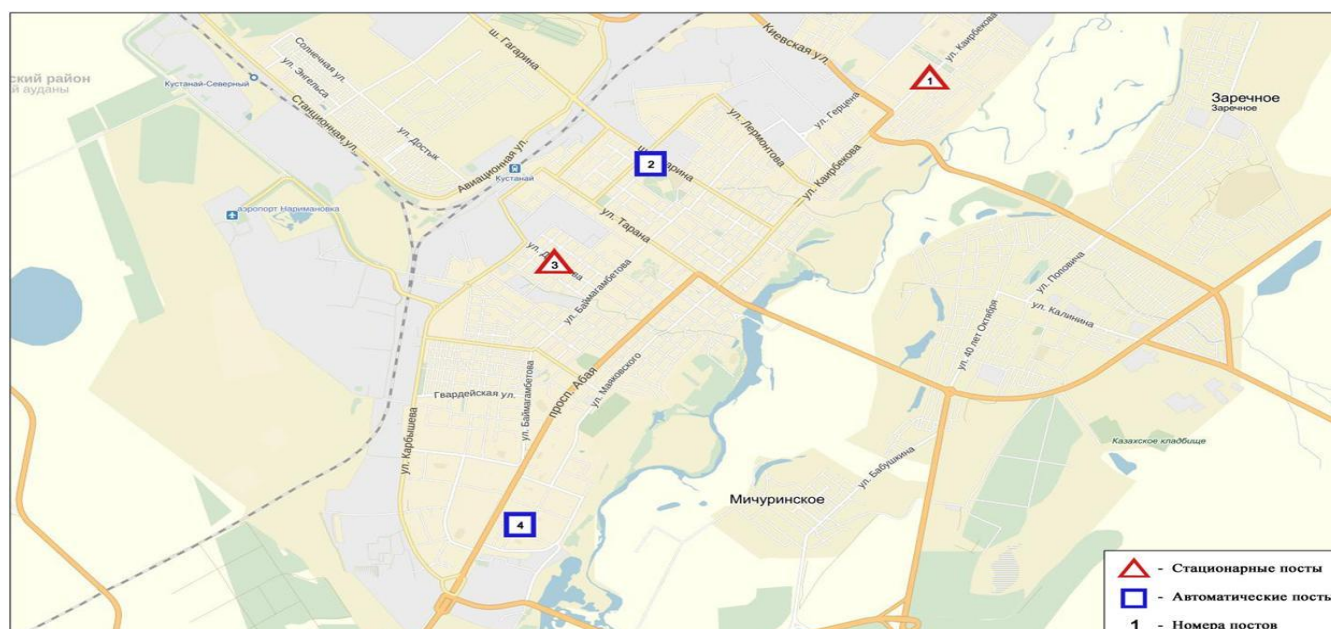 ский район
й ауданы
Кустанай-Северный
Солнечная ул.
ул. Энгельса
Станционная ул.
ул. Достык
ш. Гагарина
Авиационная ул.
Кустанай
аэропорт Наримановка
Киевская ул.
ул. Каирбекова
1
ул. Герцена
ул. Лермонтова
2
ул. Каирбекова
ул. Тарана
3
ул. Баймагамбетова
Заречное
Заречное
ул. Поповича
ул. Калинина
ул. 40 лет Октября
ул. Маяковского
просп. Абая
Гвардейская ул.
ул. Баймагамбетова
ул. Карбышева
Казахское кладбище
ул. Бабушкина
Мичуринское
4
- Стационарные посты
- Автоматические посты
1 - Номера постов